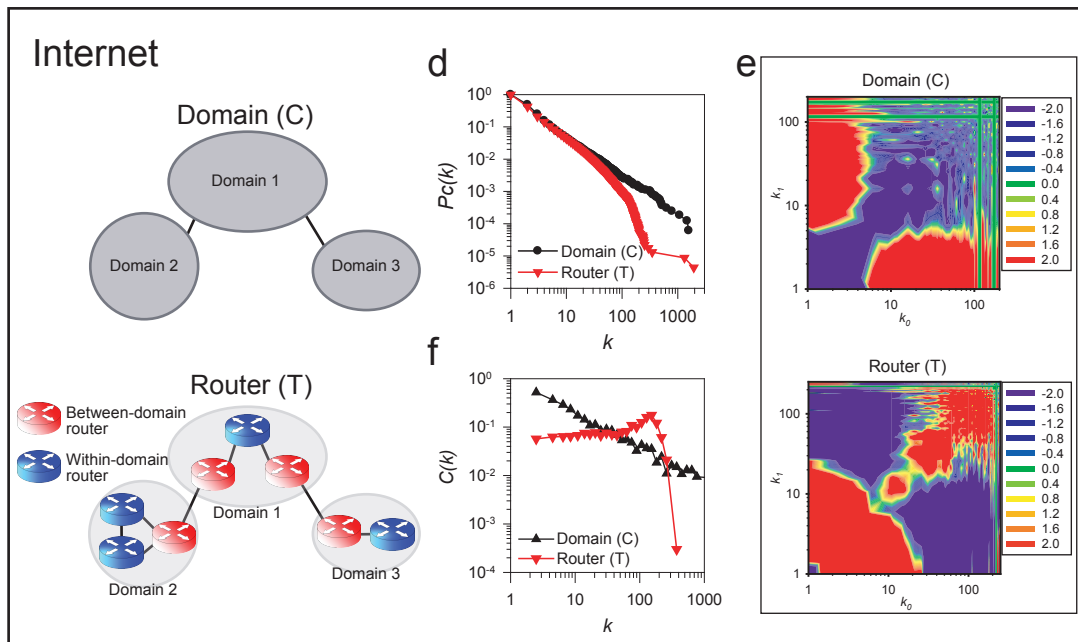 Internet
Domain (C)
Domain 1
Domain 2
Domain 3
Router (T)
Between-domain
router
Within-domain
router
Domain 1
Domain 2
Domain 3
d
10^0
10^-1
10^-2
10^-3
10^-4
10^-5
10^-6
Pc(k)
Domain (C)
Router (T)
1
10
100
1000
k
f
10^0
10^-1
10^-2
10^-3
10^-4
C(k)
Domain (C)
Router (T)
1
10
100
1000
k
e
Domain (C)
100
10
1
k_1
1
10
100
k_0
-2.0
-1.6
-1.2
-0.8
-0.4
0.0
0.4
0.8
1.2
1.6
2.0
Router (T)
100
10
1
k_1
1
10
100
k_0
-2.0
-1.6
-1.2
-0.8
-0.4
0.0
0.4
0.8
1.2
1.6
2.0